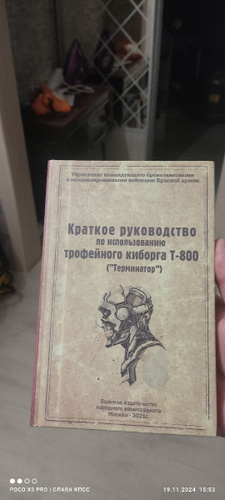 Управление командующего бронетанковыми
и механизированными войсками Красной армии
Краткое руководство
по использованию
трофейного киборга Т-800
("Терминатор")
Военное издательство
народного комиссариата
Москва - 3025г.
POCO X3 PRO | СЛАВА КПСС
19.11.2024 15:53